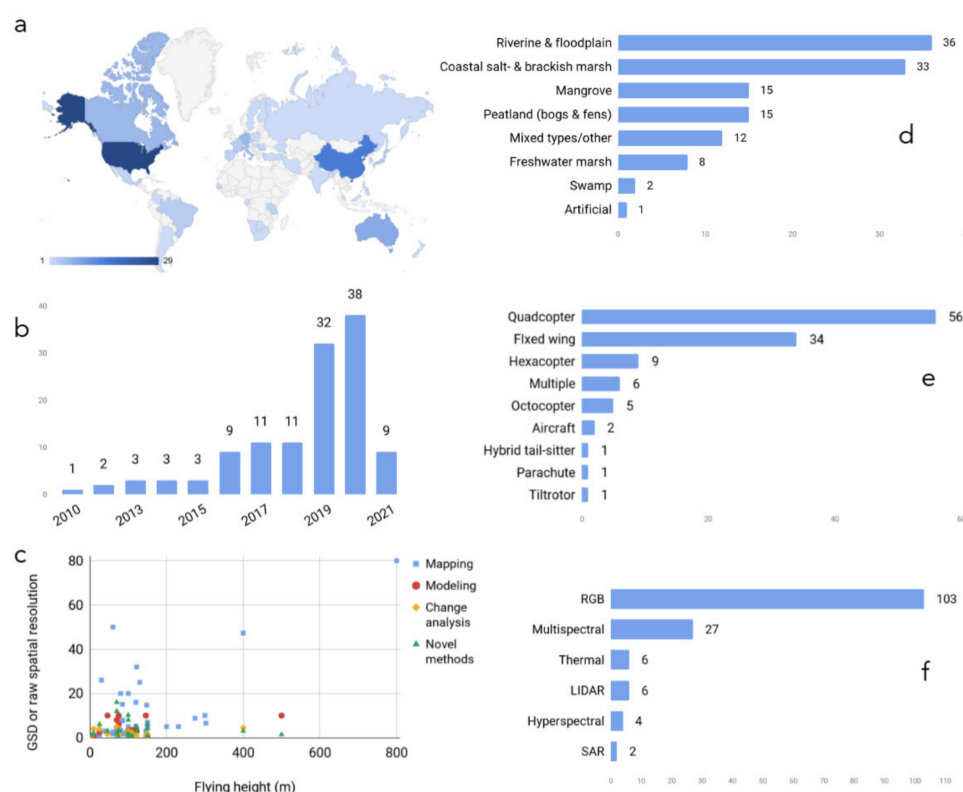 a
1
29
b
40
30
20
10
0
1
2
3
3
3
9
11
11
32
38
9
2010
2013
2015
2017
2019
2021
c
GSD or raw spatial resolution
80
60
40
20
0
0
200
400
600
800
Flying height (m)
Mapping
Modeling
Change
analysis
Novel
methods
d
Riverine & floodplain 36
Coastal salt- & brackish marsh 33
Mangrove 15
Peatland (bogs & fens) 15
Mixed types/other 12
Freshwater marsh 8
Swamp 2
Artificial 1
0
10
20
30
e
Quadcopter 56
FIxed wing 34
Hexacopter 9
Multiple 6
Octocopter 5
Aircraft 2
Hybrid tail-sitter 1
Parachute 1
Tiltrotor 1
0
20
40
60
f
RGB 103
Multispectral 27
Thermal 6
LIDAR 6
Hyperspectral 4
SAR 2
0
10
20
30
40
50
60
70
80
90
100
110